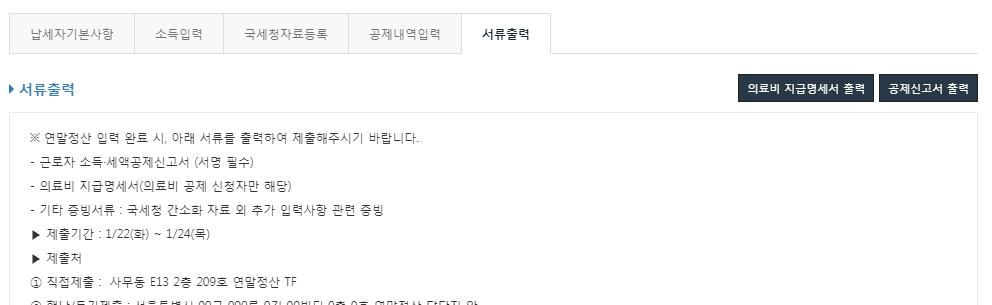 납세자기본사항 소득입력 국세청자료등록 공제내역입력 서류출력
서류출력 의료비 지급명세서 출력 공제신고서 출력
※ 연말정산 입력 완료 시, 아래 서류를 출력하여 제출해주시기 바랍니다.
- 근로자 소득·세액공제신고서 (서명 필수)
- 의료비 지급명세서(의료비 공제 신청자만 해당)
- 기타 증빙서류 : 국세청 간소화 자료 외 추가 입력사항 관련 증빙
▶ 제출기간 : 1/22(화) ~ 1/24(목)
▶ 제출처
① 직접제출 : 사무동 E13 2층 209호 연말정산 TF